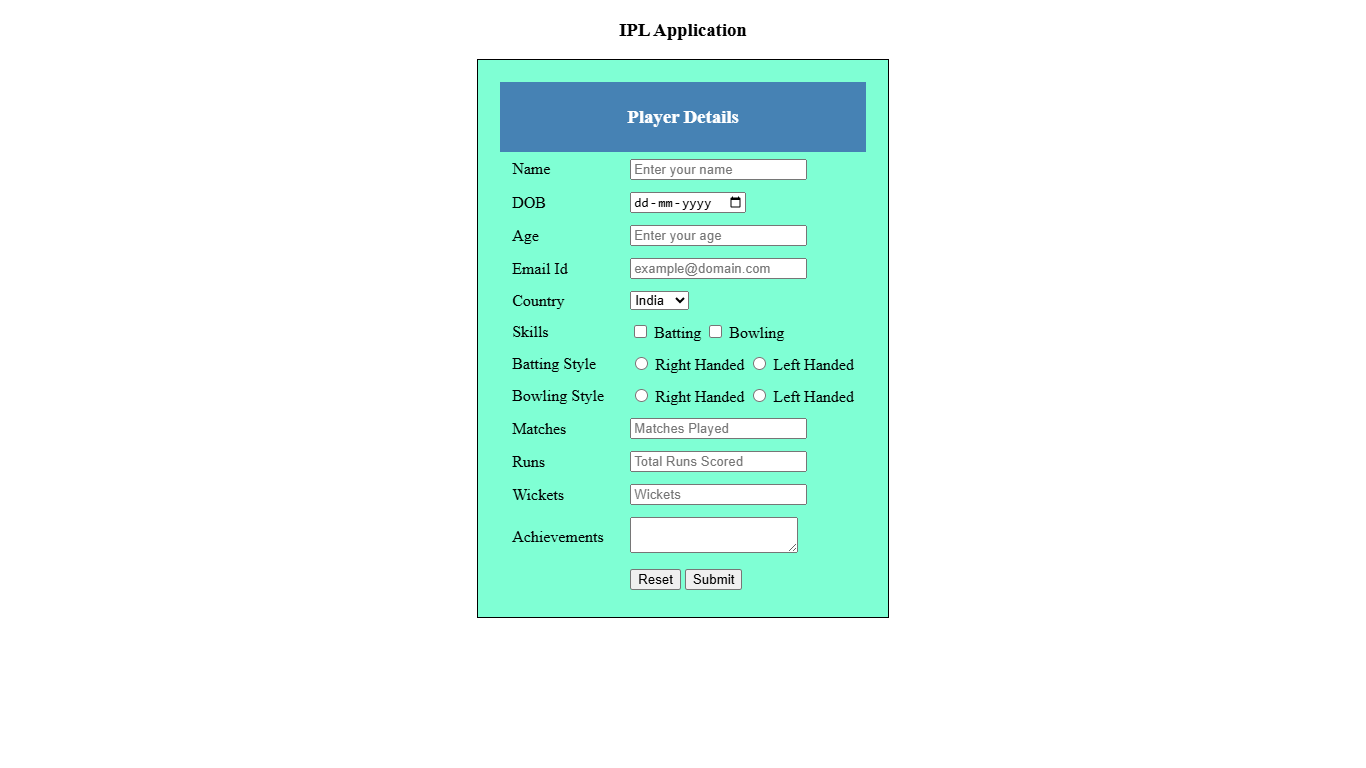 IPL Application
Player Details
Name Enter your name
DOB dd-mm-yyyy
Age Enter your age
Email Id example@domain.com
Country India
Skills Batting Bowling
Batting Style Right Handed Left Handed
Bowling Style Right Handed Left Handed
Matches Matches Played
Runs Total Runs Scored
Wickets Wickets
Achievements
Reset Submit